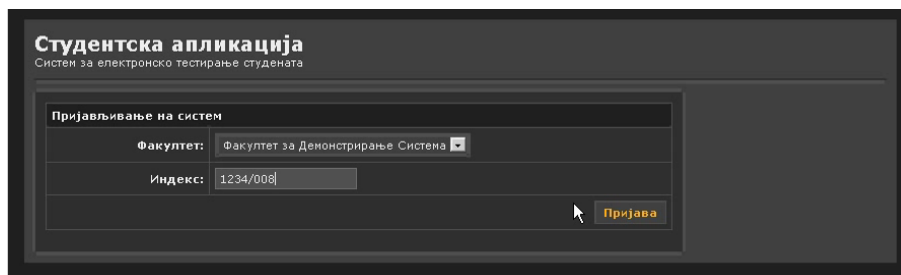 Студентска апликација
Систем за електронско тестирање студената
Пријављивање на систем
Факултет: Факултет за Демонстрирање Система
Индекс: 1234/008
Пријава